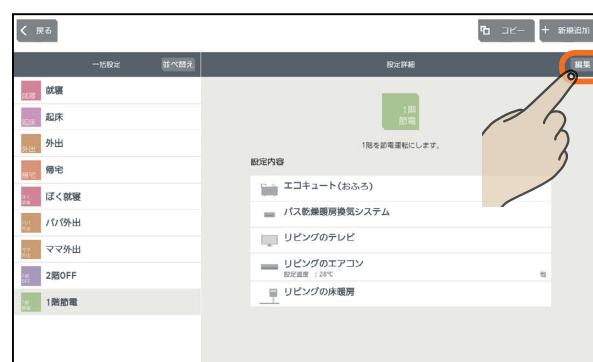 戻る
コピー
新規追加
一括設定
並べ替え
設定詳細
編集
就寝
就寝
起床
起床
外出
外出
帰宅
帰宅
ぼく就寝
パパ外出
ママ外出
2階OFF
1階節電
1階
節電
1階を節電運転にします。
設定内容
エコキュート(おふろ)
バス乾燥暖房換気システム
リビングのテレビ
リビングのエアコン
設定温度 : 28℃
他
リビングの床暖房